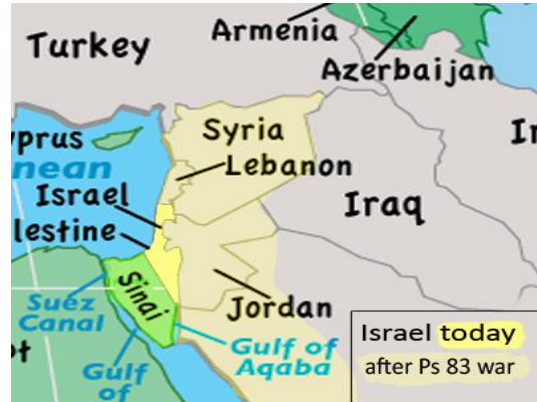 Armenia
Turkey
Azerbaijan
Syria
yprus
nean
Lebanon
Israel
Iraq
lestine
Sinai
Suez
Canal
Jordan
Gulf of
Aqaba
Gulf
of
Israel today
after Ps 83 war